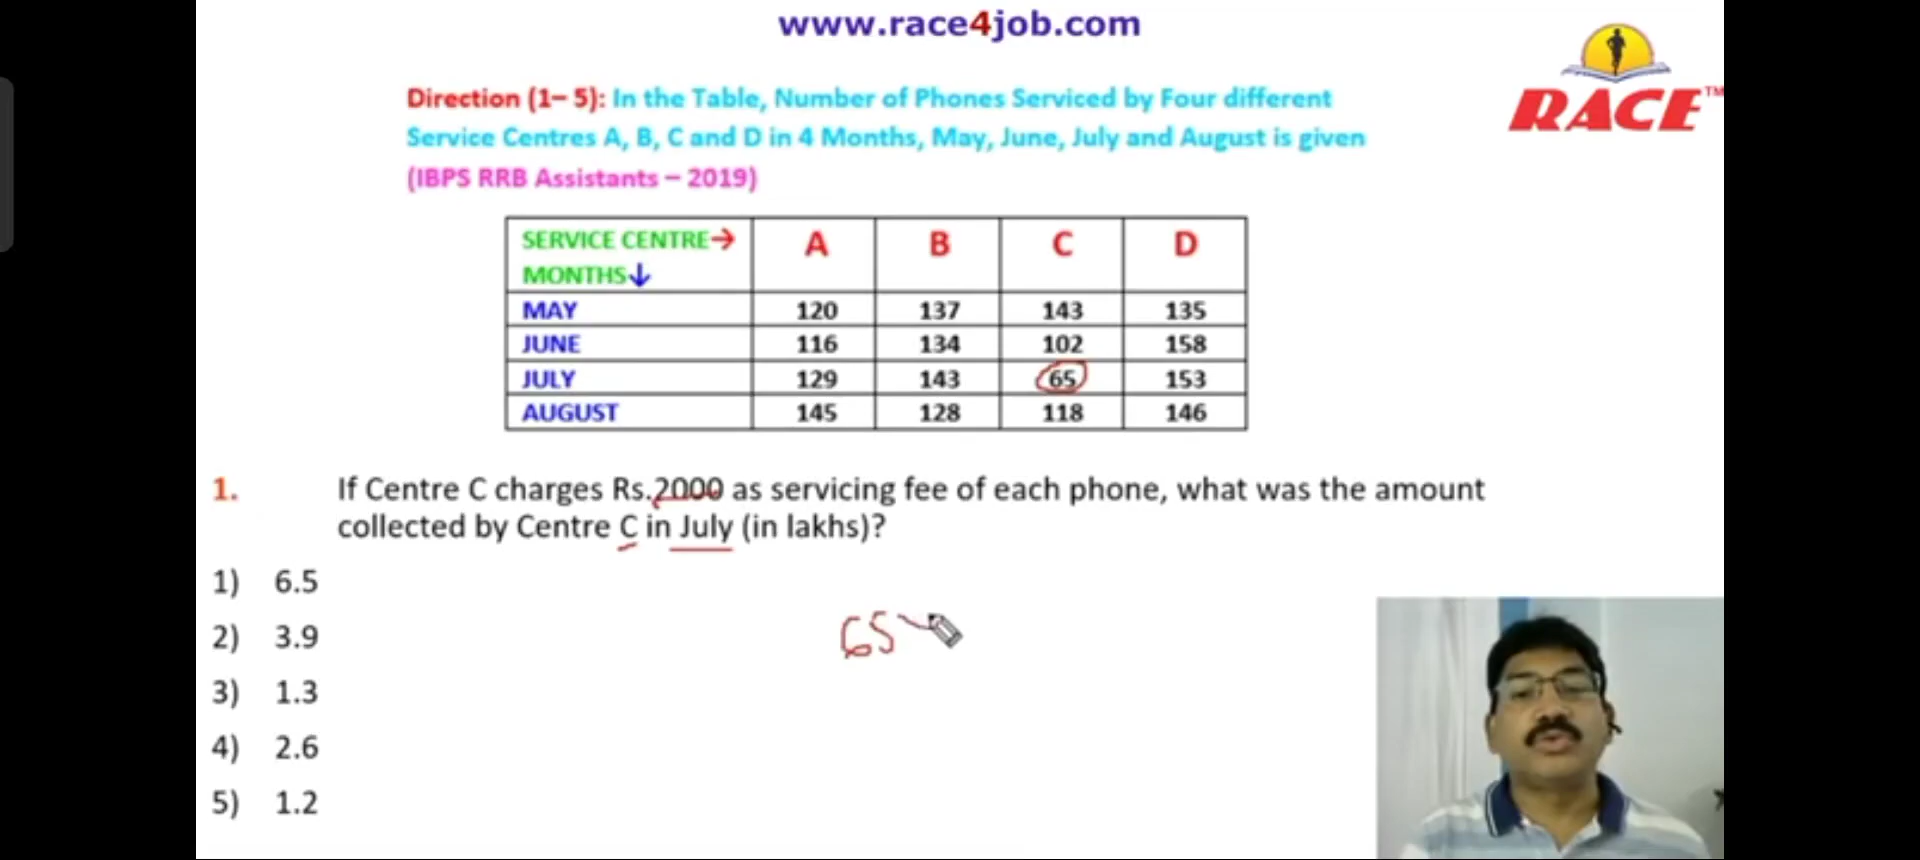 www.race4job.com
RACE™
Direction (1– 5): In the Table, Number of Phones Serviced by Four different
Service Centres A, B, C and D in 4 Months, May, June, July and August is given
(IBPS RRB Assistants – 2019)
SERVICE CENTRE→ A B C D
MONTHS↓
MAY 120 137 143 135
JUNE 116 134 102 158
JULY 129 143 65 153
AUGUST 145 128 118 146
1. If Centre C charges Rs.2000 as servicing fee of each phone, what was the amount
collected by Centre C in July (in lakhs)?
1) 6.5
2) 3.9
3) 1.3
4) 2.6
5) 1.2
65